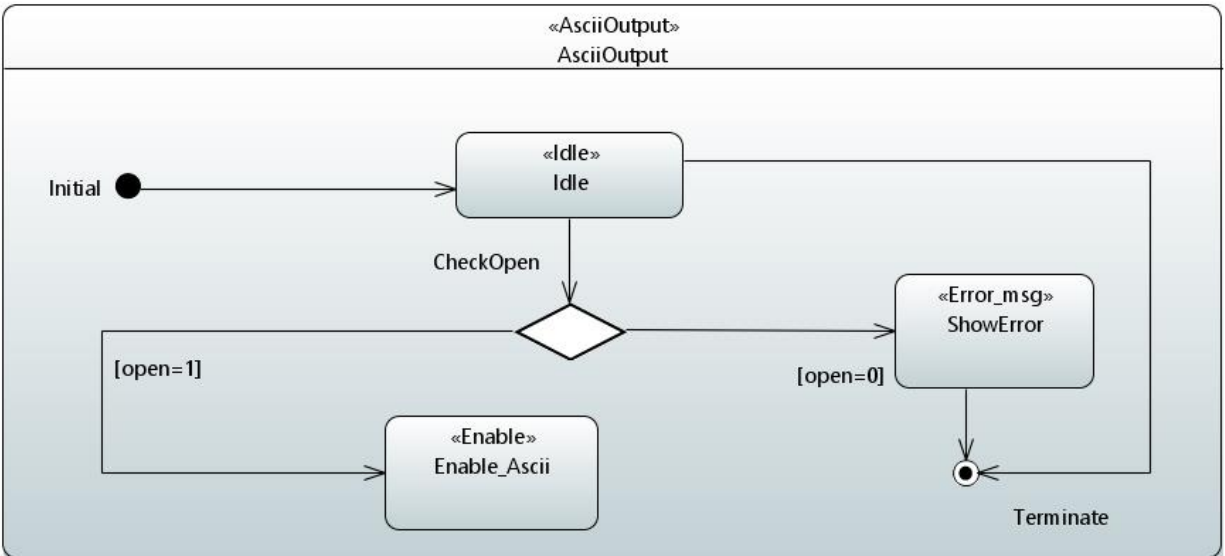 «AsciiOutput»
AsciiOutput
«Idle»
Idle
Initial
CheckOpen
«Error_msg»
ShowError
[open=1]
[open=0]
«Enable»
Enable_Ascii
Terminate